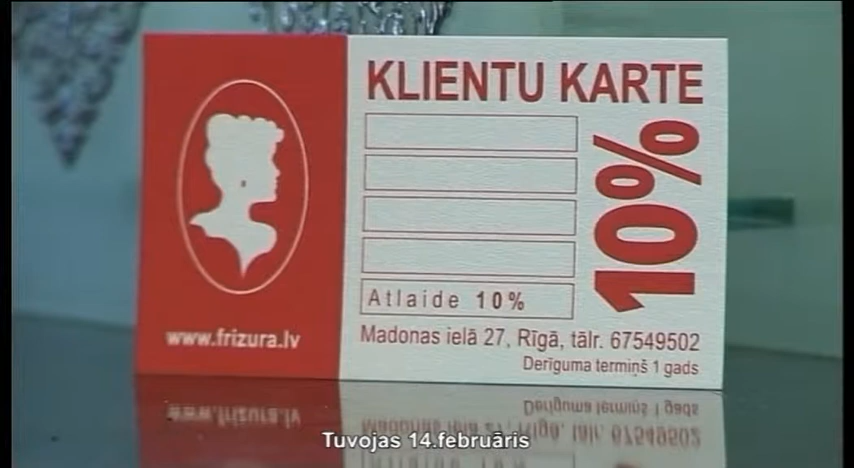 KLIENTU KARTE
10%
Atlaide 10%
www.frizura.lv
Madonas ielā 27, Rīgā, tālr. 67549502
Derīguma termiņš 1 gads
Tuvojas 14.februāris